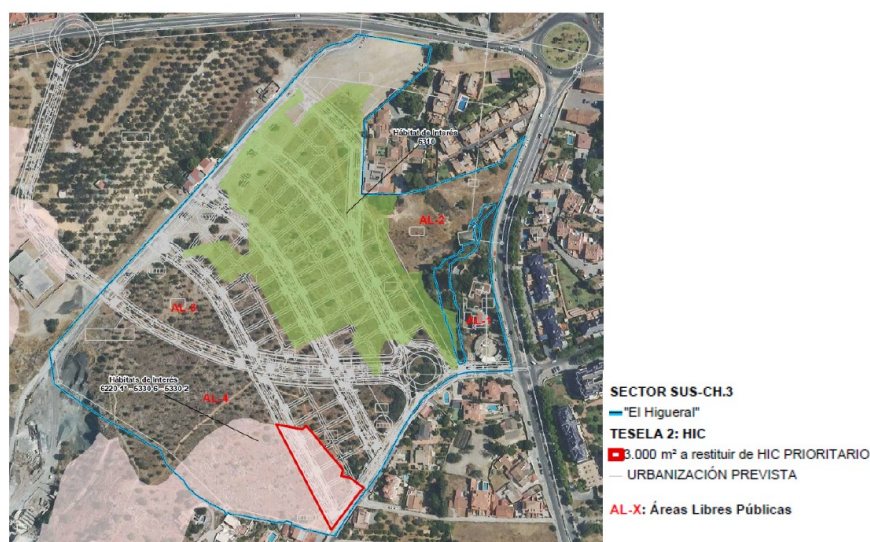 Hábitat de Interés
5310
AL-2
AL-1
AL-3
Hábitats de Interés
6220-1* - 5330-6 - 5330-2
AL-4
SECTOR SUS-CH.3
"El Higueral"
TESELA 2: HIC
3.000 m² a restituir de HIC PRIORITARIO
URBANIZACIÓN PREVISTA
AL-X: Áreas Libres Públicas